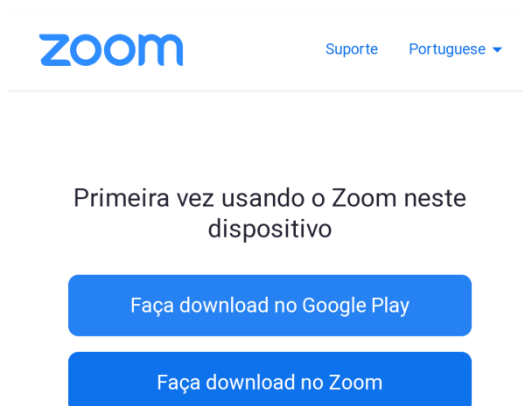 zoom
Suporte
Portuguese
Primeira vez usando o Zoom neste
dispositivo
Faça download no Google Play
Faça download no Zoom